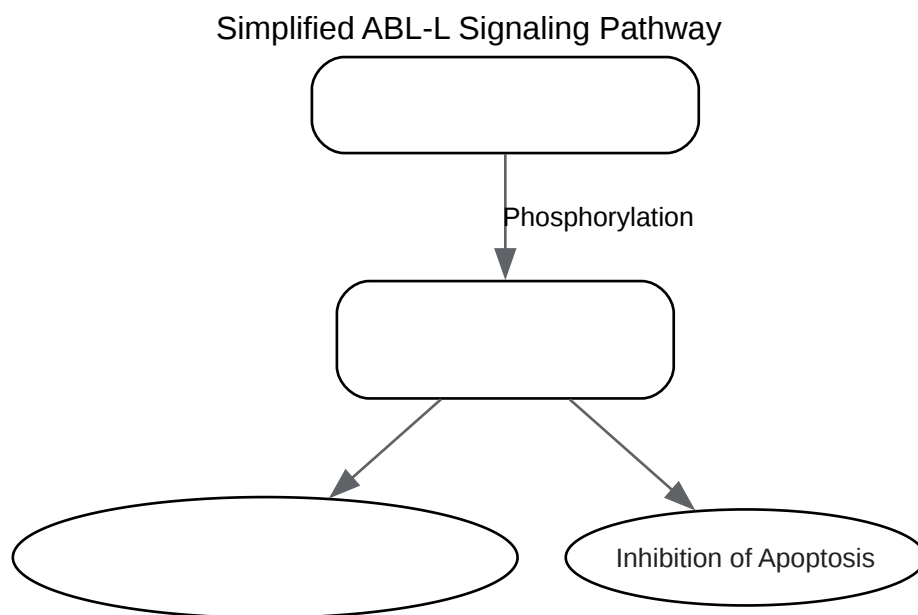 Simplified ABL-L Signaling Pathway
Phosphorylation
Inhibition of Apoptosis